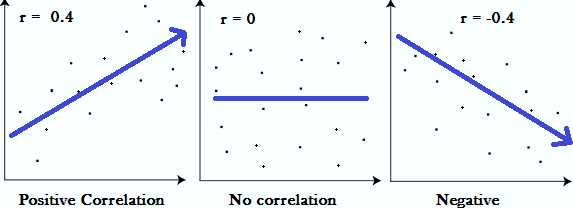 r = 0.4
r = 0
r = -0.4
Positive Correlation
No correlation
Negative